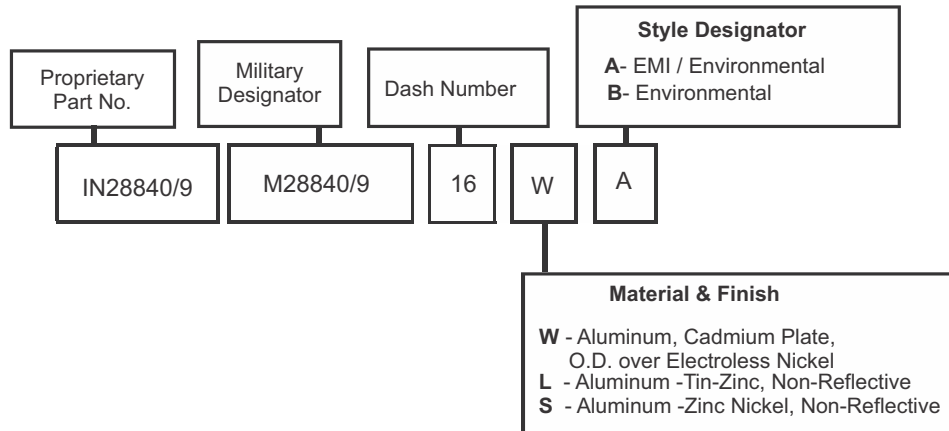 Style Designator
A- EMI / Environmental
B- Environmental
Proprietary
Part No.
Military
Designator
Dash Number
IN28840/9
M28840/9
16
W
A
Material & Finish
W - Aluminum, Cadmium Plate,
O.D. over Electroless Nickel
L - Aluminum -Tin-Zinc, Non-Reflective
S - Aluminum -Zinc Nickel, Non-Reflective